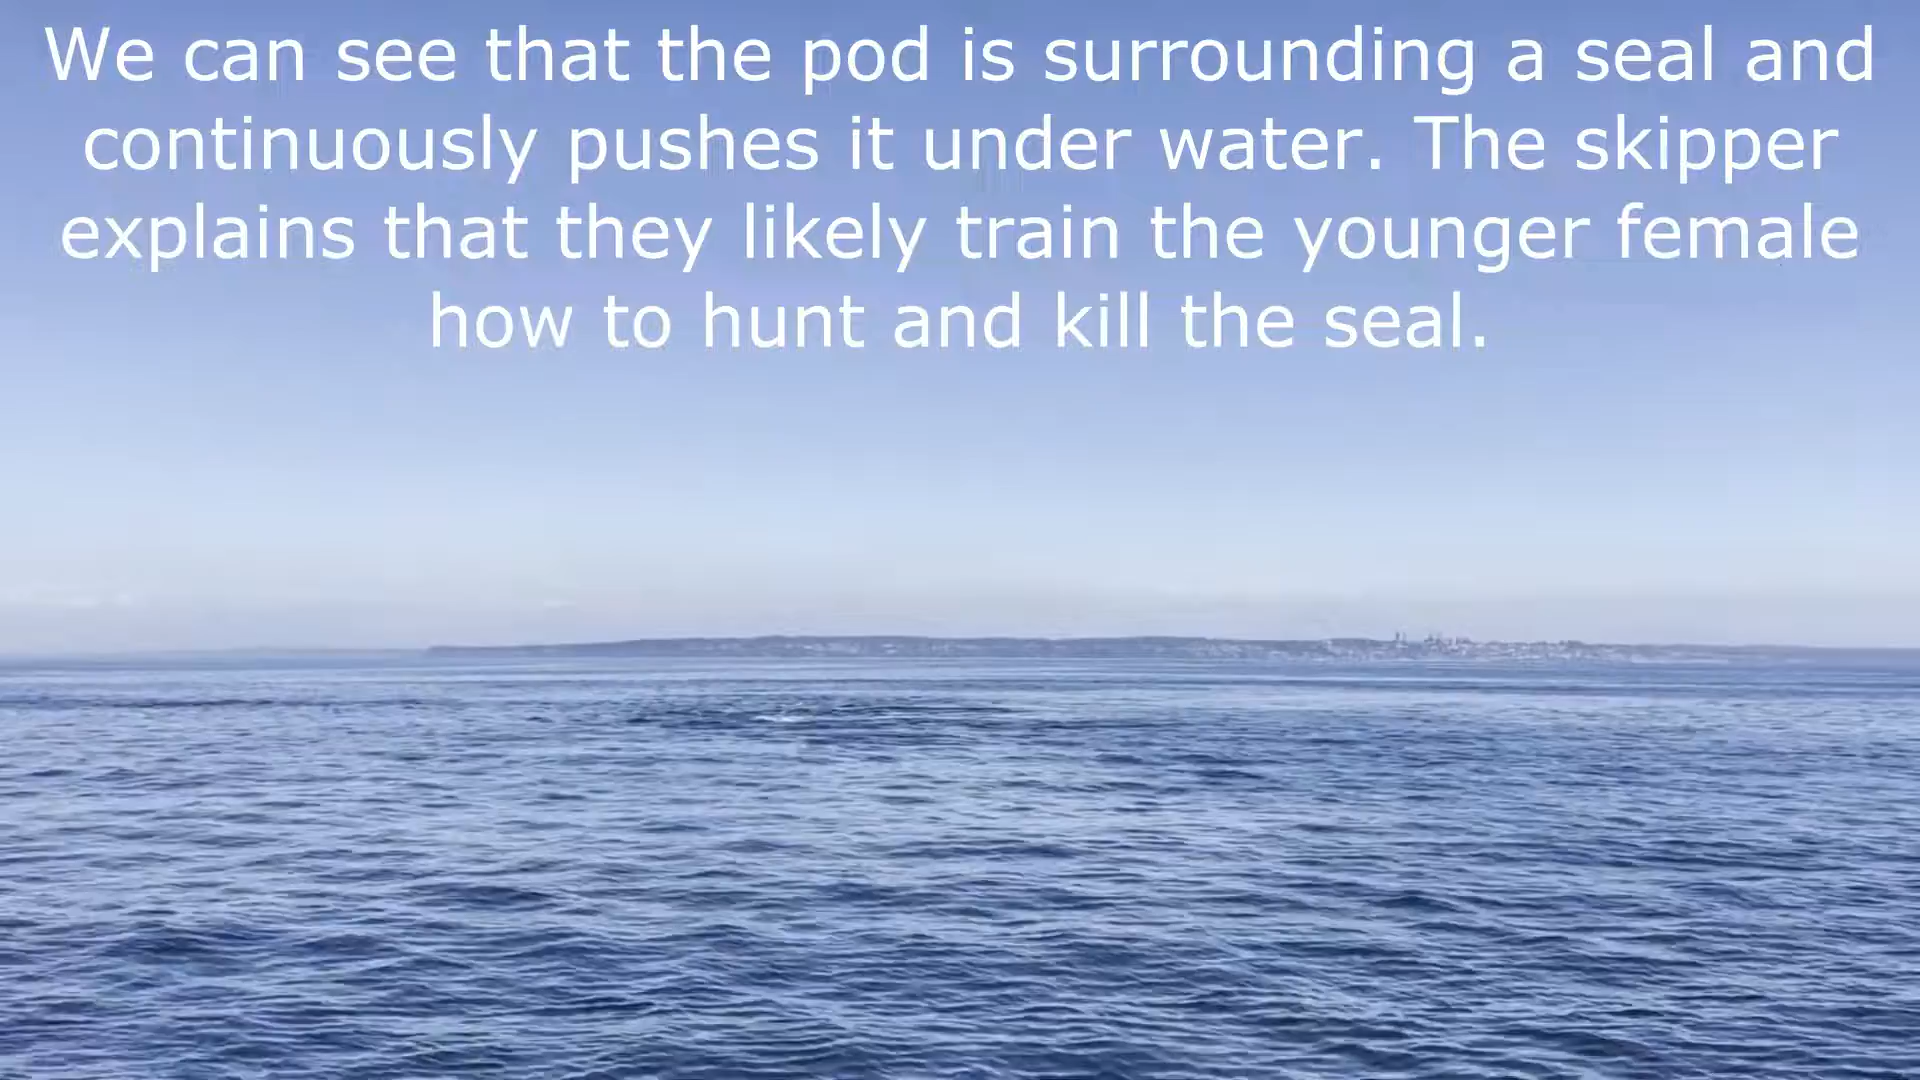 We can see that the pod is surrounding a seal and
continuously pushes it under water. The skipper
explains that they likely train the younger female
how to hunt and kill the seal.